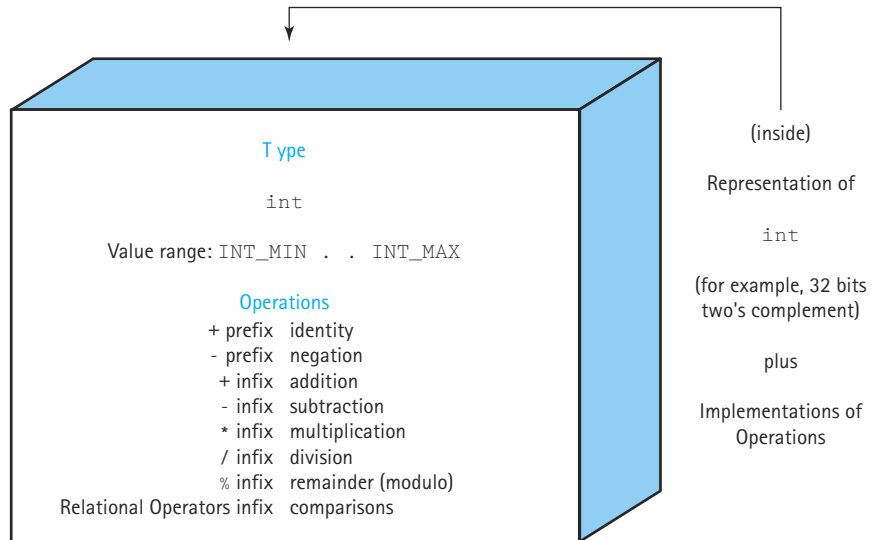 T ype
int
Value range: INT_MIN . . INT_MAX
Operations
+ prefix identity
- prefix negation
+ infix addition
- infix subtraction
* infix multiplication
/ infix division
% infix remainder (modulo)
Relational Operators infix comparisons
(inside)
Representation of
int
(for example, 32 bits
two's complement)
plus
Implementations of
Operations